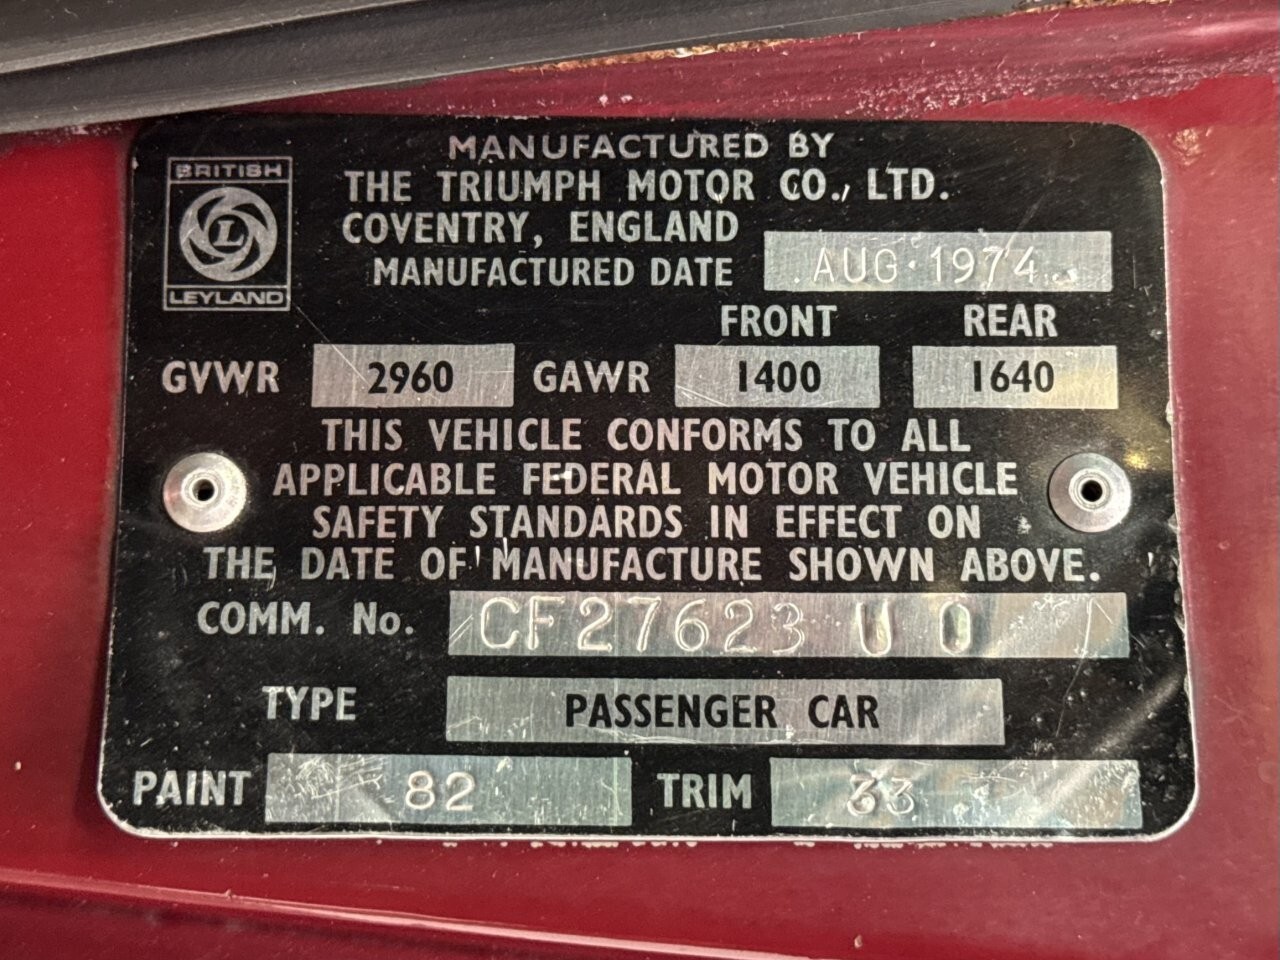 MANUFACTURED BY
BRITISH
L
LEYLAND
THE TRIUMPH MOTOR CO., LTD.
COVENTRY, ENGLAND
MANUFACTURED DATE AUG·1974
FRONT REAR
GVWR 2960 GAWR 1400 1640
THIS VEHICLE CONFORMS TO ALL
APPLICABLE FEDERAL MOTOR VEHICLE
SAFETY STANDARDS IN EFFECT ON
THE DATE OF MANUFACTURE SHOWN ABOVE.
COMM. No. CF27623 U O
TYPE PASSENGER CAR
PAINT 82 TRIM 33